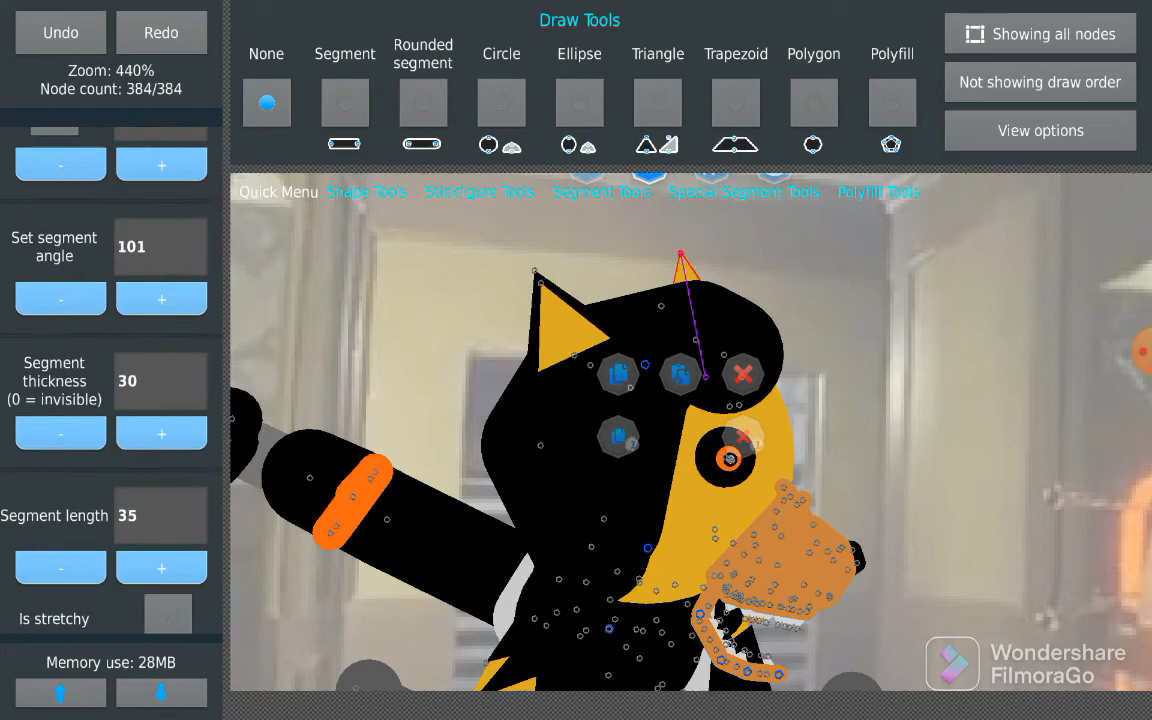 Undo Redo
Zoom: 440%
Node count: 384/384
- +
Set segment angle 101
- +
Segment thickness (0 = invisible) 30
- +
Segment length 35
- +
Is stretchy
Memory use: 28MB
Draw Tools
None Segment Rounded segment Circle Ellipse Triangle Trapezoid Polygon Polyfill
Showing all nodes
Not showing draw order
View options
Quick Menu Shape Tools Stickfigure Tools Segment Tools Special Segment Tools Polyfill Tools
1 1
Wondershare
FilmoraGo